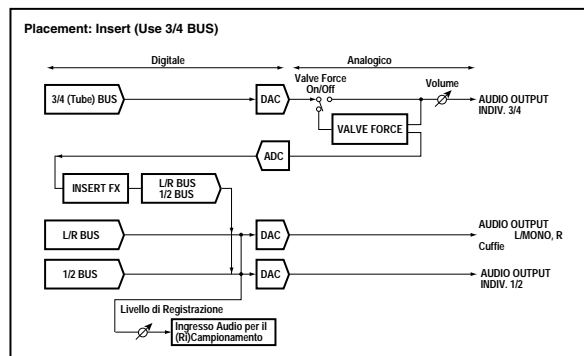 Placement: Insert (Use 3/4 BUS)
Digitale
Analogico
Valve Force
On/Off
Volume
3/4 (Tube) BUS
DAC
AUDIO OUTPUT
INDIV. 3/4
VALVE FORCE
ADC
INSERT FX
L/R BUS
1/2 BUS
L/R BUS
DAC
AUDIO OUTPUT
L/MONO, R
Cuffie
1/2 BUS
DAC
AUDIO OUTPUT
INDIV. 1/2
Livello di Registrazione
Ingresso Audio per il
(Ri)Campionamento